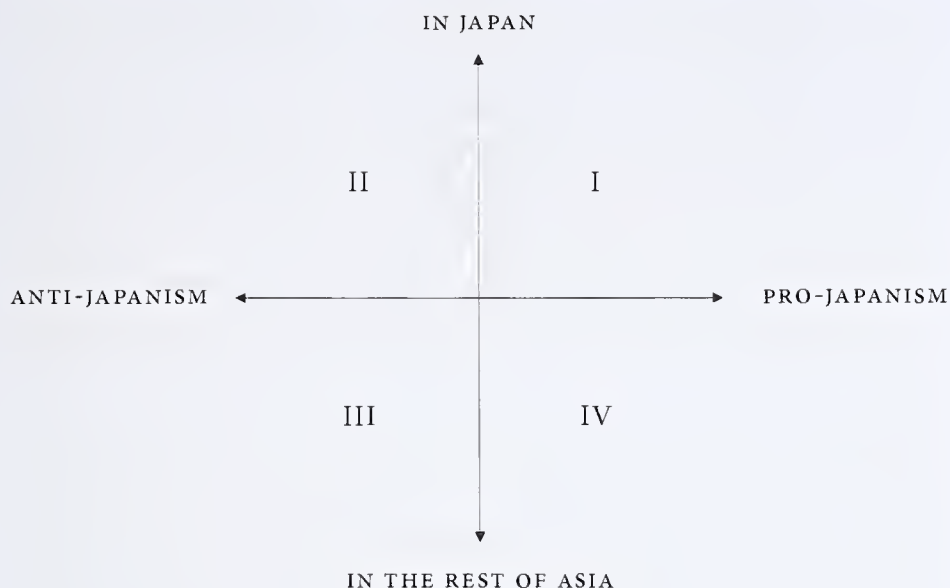 IN JAPAN
II I
ANTI-JAPANISM PRO-JAPANISM
III IV
IN THE REST OF ASIA